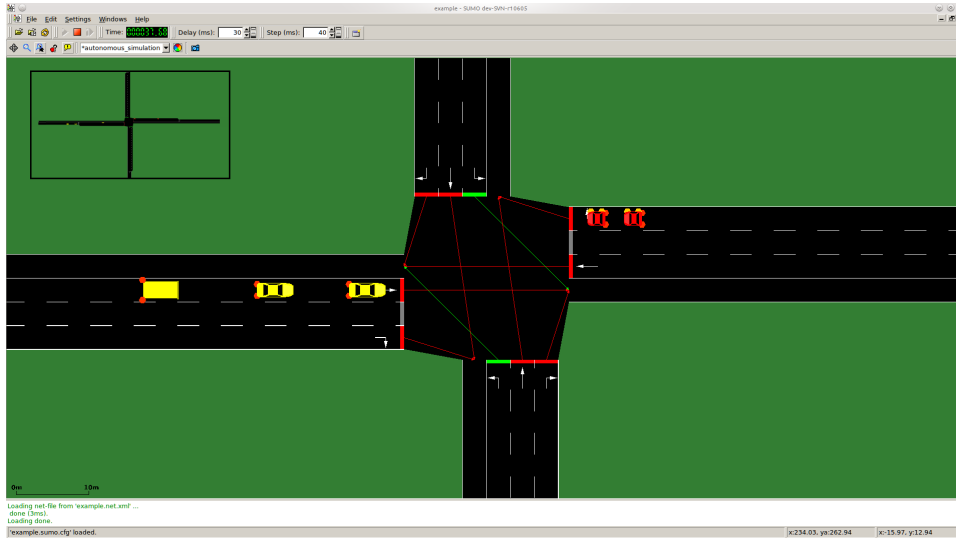 example - SUMO dev-SVN-r10605
File Edit Settings Windows Help
Time: Delay (ms): 30 Step (ms): 40
*autonomous_simulation
0m 10m
Loading net-file from 'example.net.xml' ...
done (3ms).
Loading done.
'example.sumo.cfg' loaded.
x:234.03, ya:262.94
x:-15.97, y:12.94